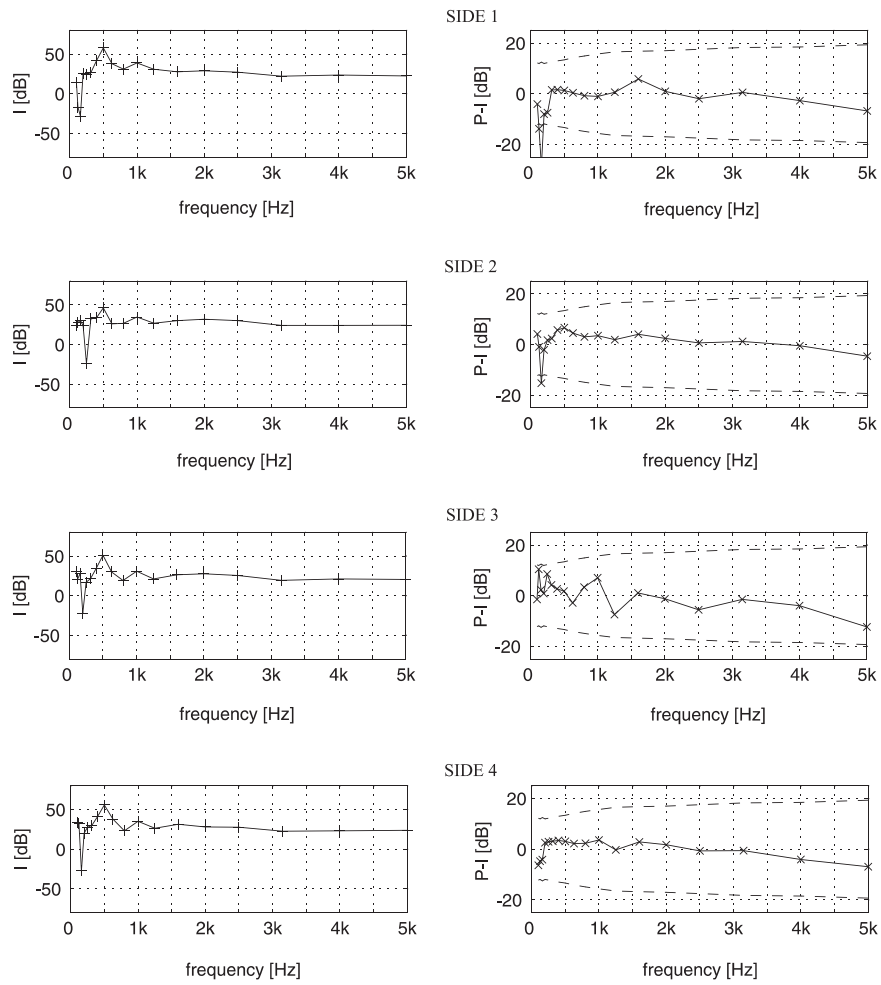 SIDE 1
I [dB]
50
0
-50
0 1k 2k 3k 4k 5k
frequency [Hz]
P-I [dB]
20
0
-20
0 1k 2k 3k 4k 5k
frequency [Hz]
SIDE 2
I [dB]
50
0
-50
0 1k 2k 3k 4k 5k
frequency [Hz]
P-I [dB]
20
0
-20
0 1k 2k 3k 4k 5k
frequency [Hz]
SIDE 3
I [dB]
50
0
-50
0 1k 2k 3k 4k 5k
frequency [Hz]
P-I [dB]
20
0
-20
0 1k 2k 3k 4k 5k
frequency [Hz]
SIDE 4
I [dB]
50
0
-50
0 1k 2k 3k 4k 5k
frequency [Hz]
P-I [dB]
20
0
-20
0 1k 2k 3k 4k 5k
frequency [Hz]